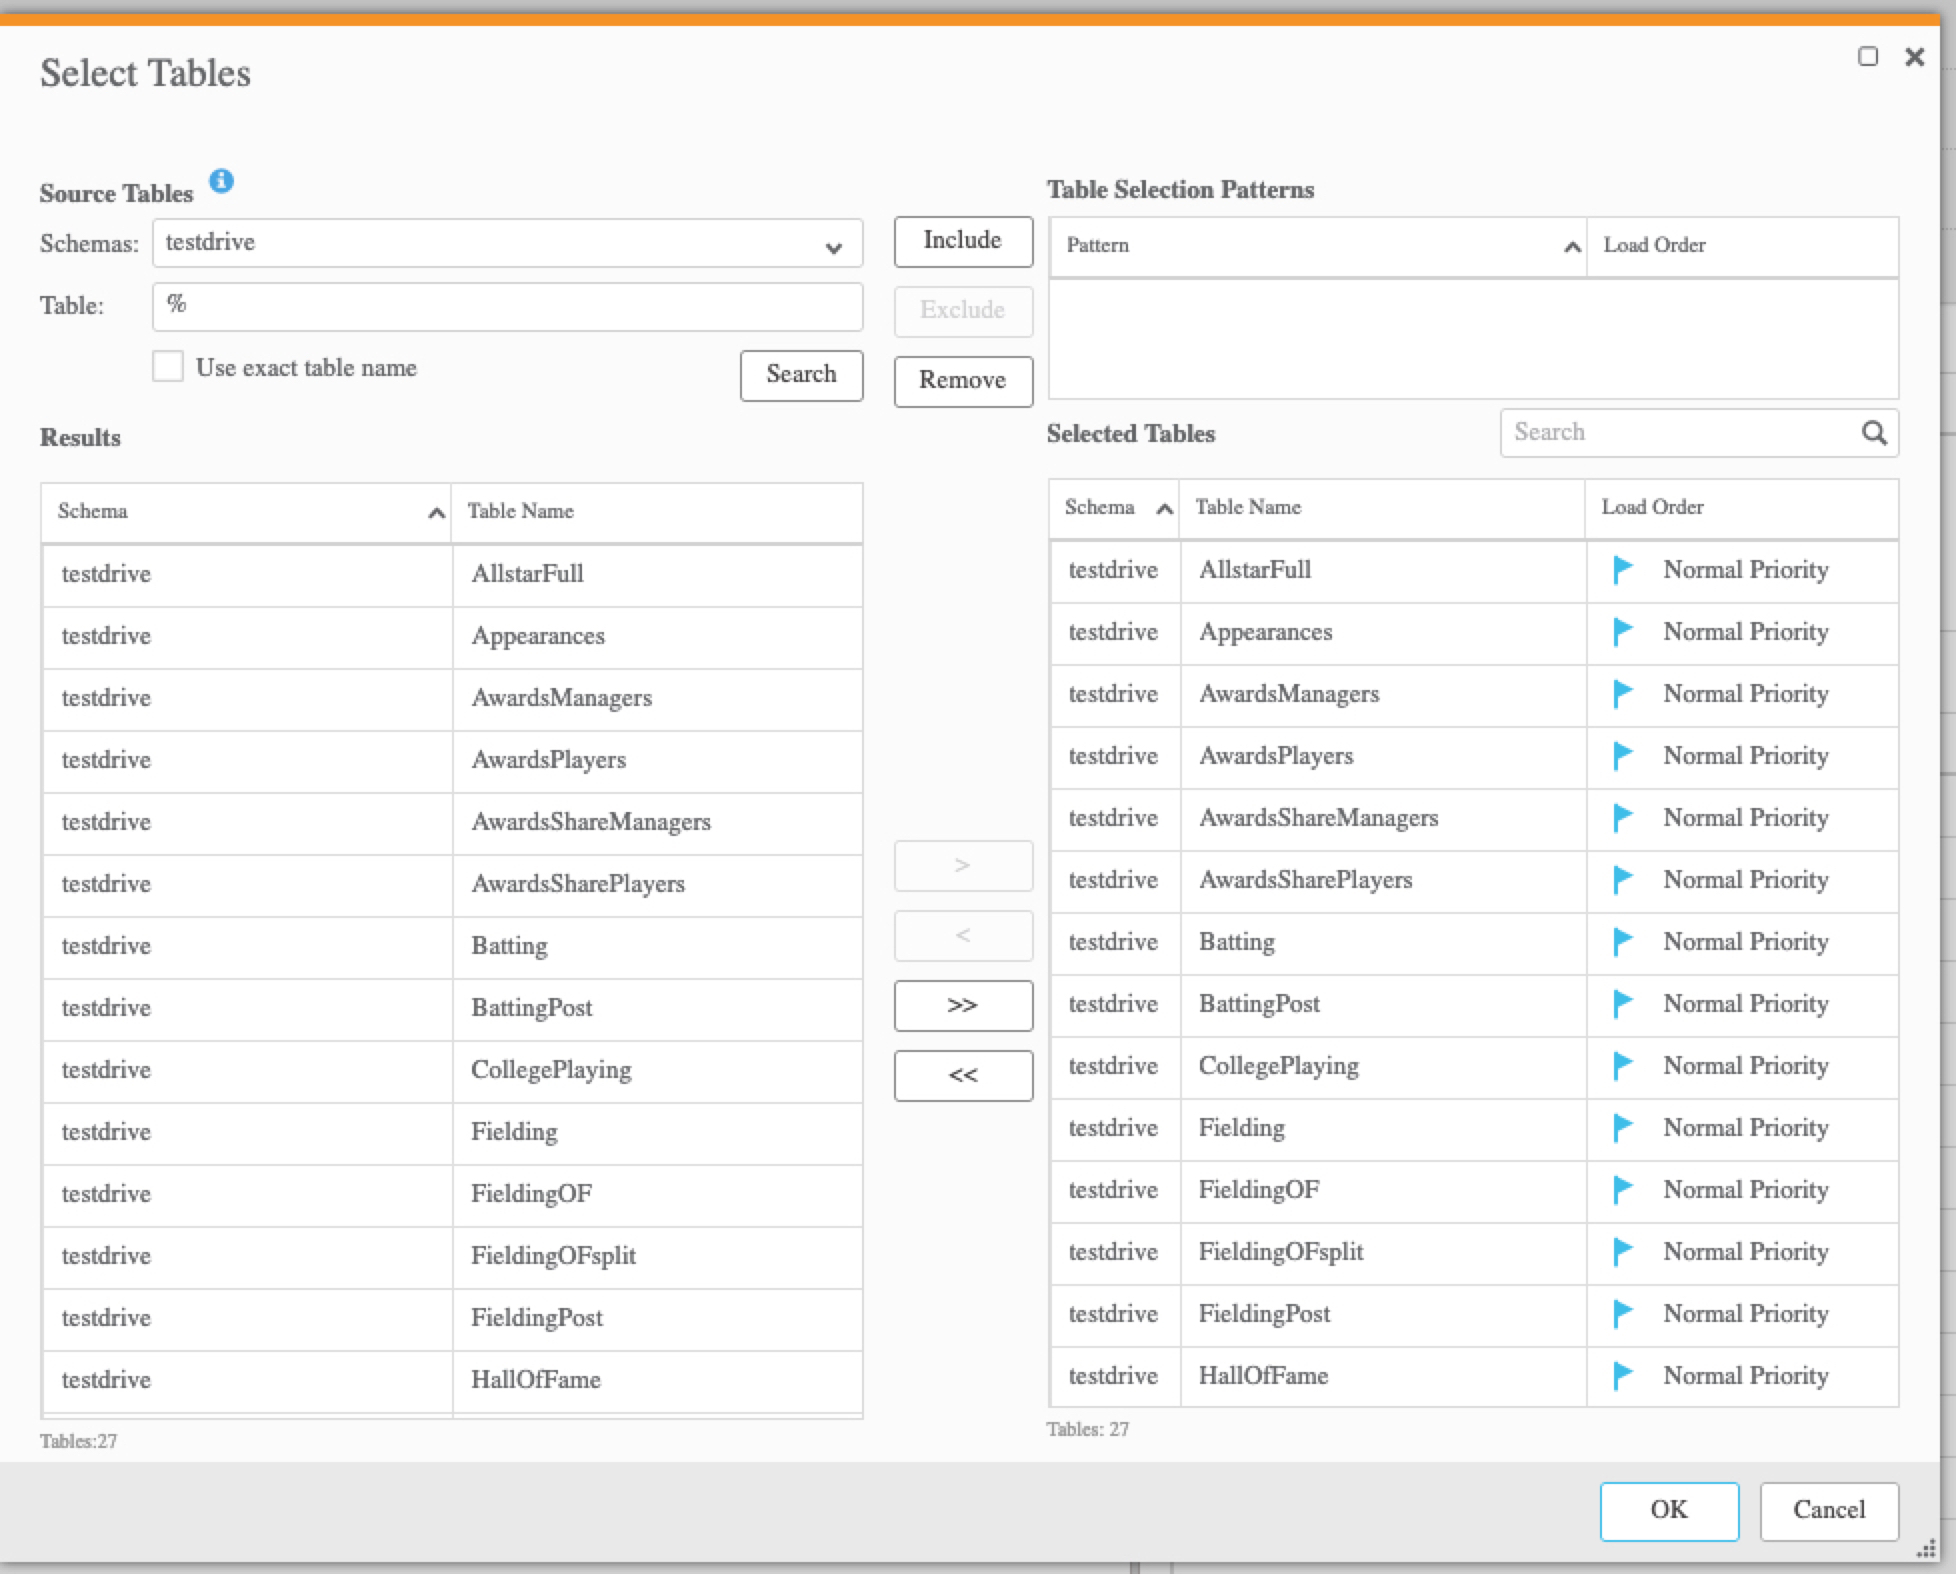 Select Tables
Source Tables
Schemas: testdrive
Table: %
Use exact table name
Search
Include
Exclude
Remove
Table Selection Patterns
Pattern Load Order
Results
Schema Table Name
testdrive AllstarFull
testdrive Appearances
testdrive AwardsManagers
testdrive AwardsPlayers
testdrive AwardsShareManagers
testdrive AwardsSharePlayers
testdrive Batting
testdrive BattingPost
testdrive CollegePlaying
testdrive Fielding
testdrive FieldingOF
testdrive FieldingOFsplit
testdrive FieldingPost
testdrive HallOfFame
Tables:27
>
<
>>
<<
Selected Tables
Search
Schema Table Name Load Order
testdrive AllstarFull Normal Priority
testdrive Appearances Normal Priority
testdrive AwardsManagers Normal Priority
testdrive AwardsPlayers Normal Priority
testdrive AwardsShareManagers Normal Priority
testdrive AwardsSharePlayers Normal Priority
testdrive Batting Normal Priority
testdrive BattingPost Normal Priority
testdrive CollegePlaying Normal Priority
testdrive Fielding Normal Priority
testdrive FieldingOF Normal Priority
testdrive FieldingOFsplit Normal Priority
testdrive FieldingPost Normal Priority
testdrive HallOfFame Normal Priority
Tables: 27
OK
Cancel